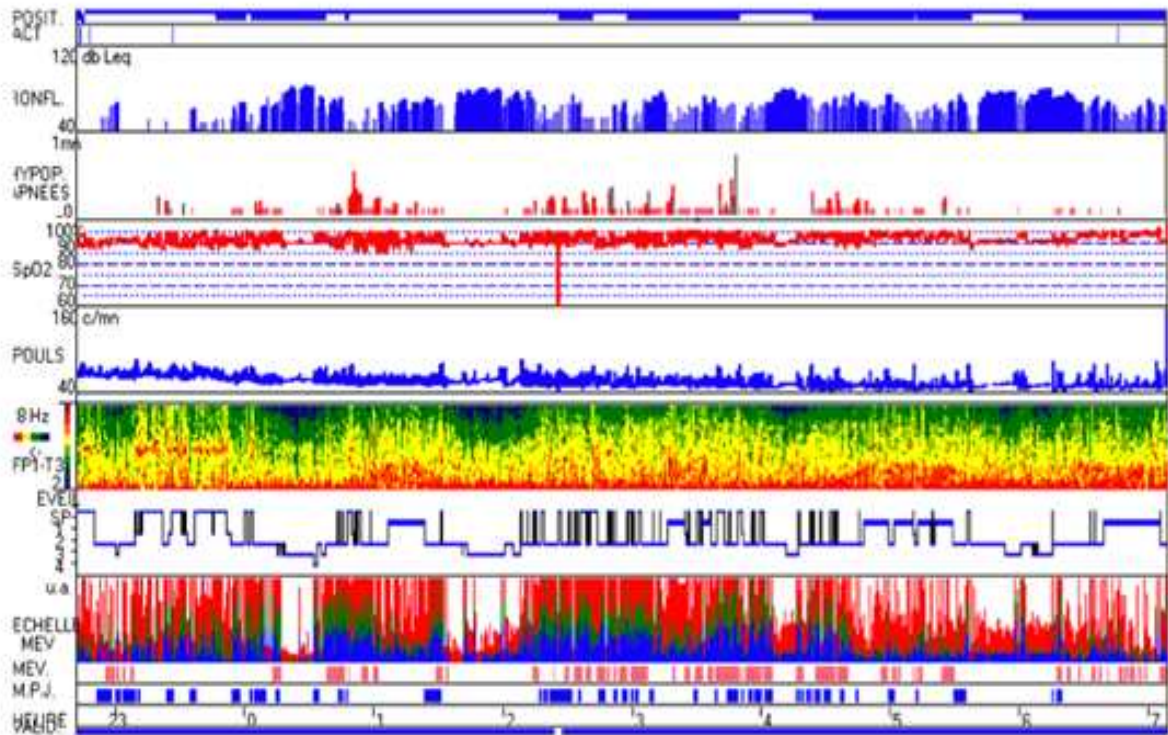 POSIT.
ACT
120 db Leq
RONFL.
40
1mn
HYPOP.
APNEES
0
100
90
80
SpO2
70
60
160 c/mn
POULS
40
8 Hz
FP1-T3
2
EVEIL
SP
1
2
3
4
u.a.
ECHELLE
MEV
MEV.
M.P.J.
HEURE 23 0 1 2 3 4 5 6 7
VALID.